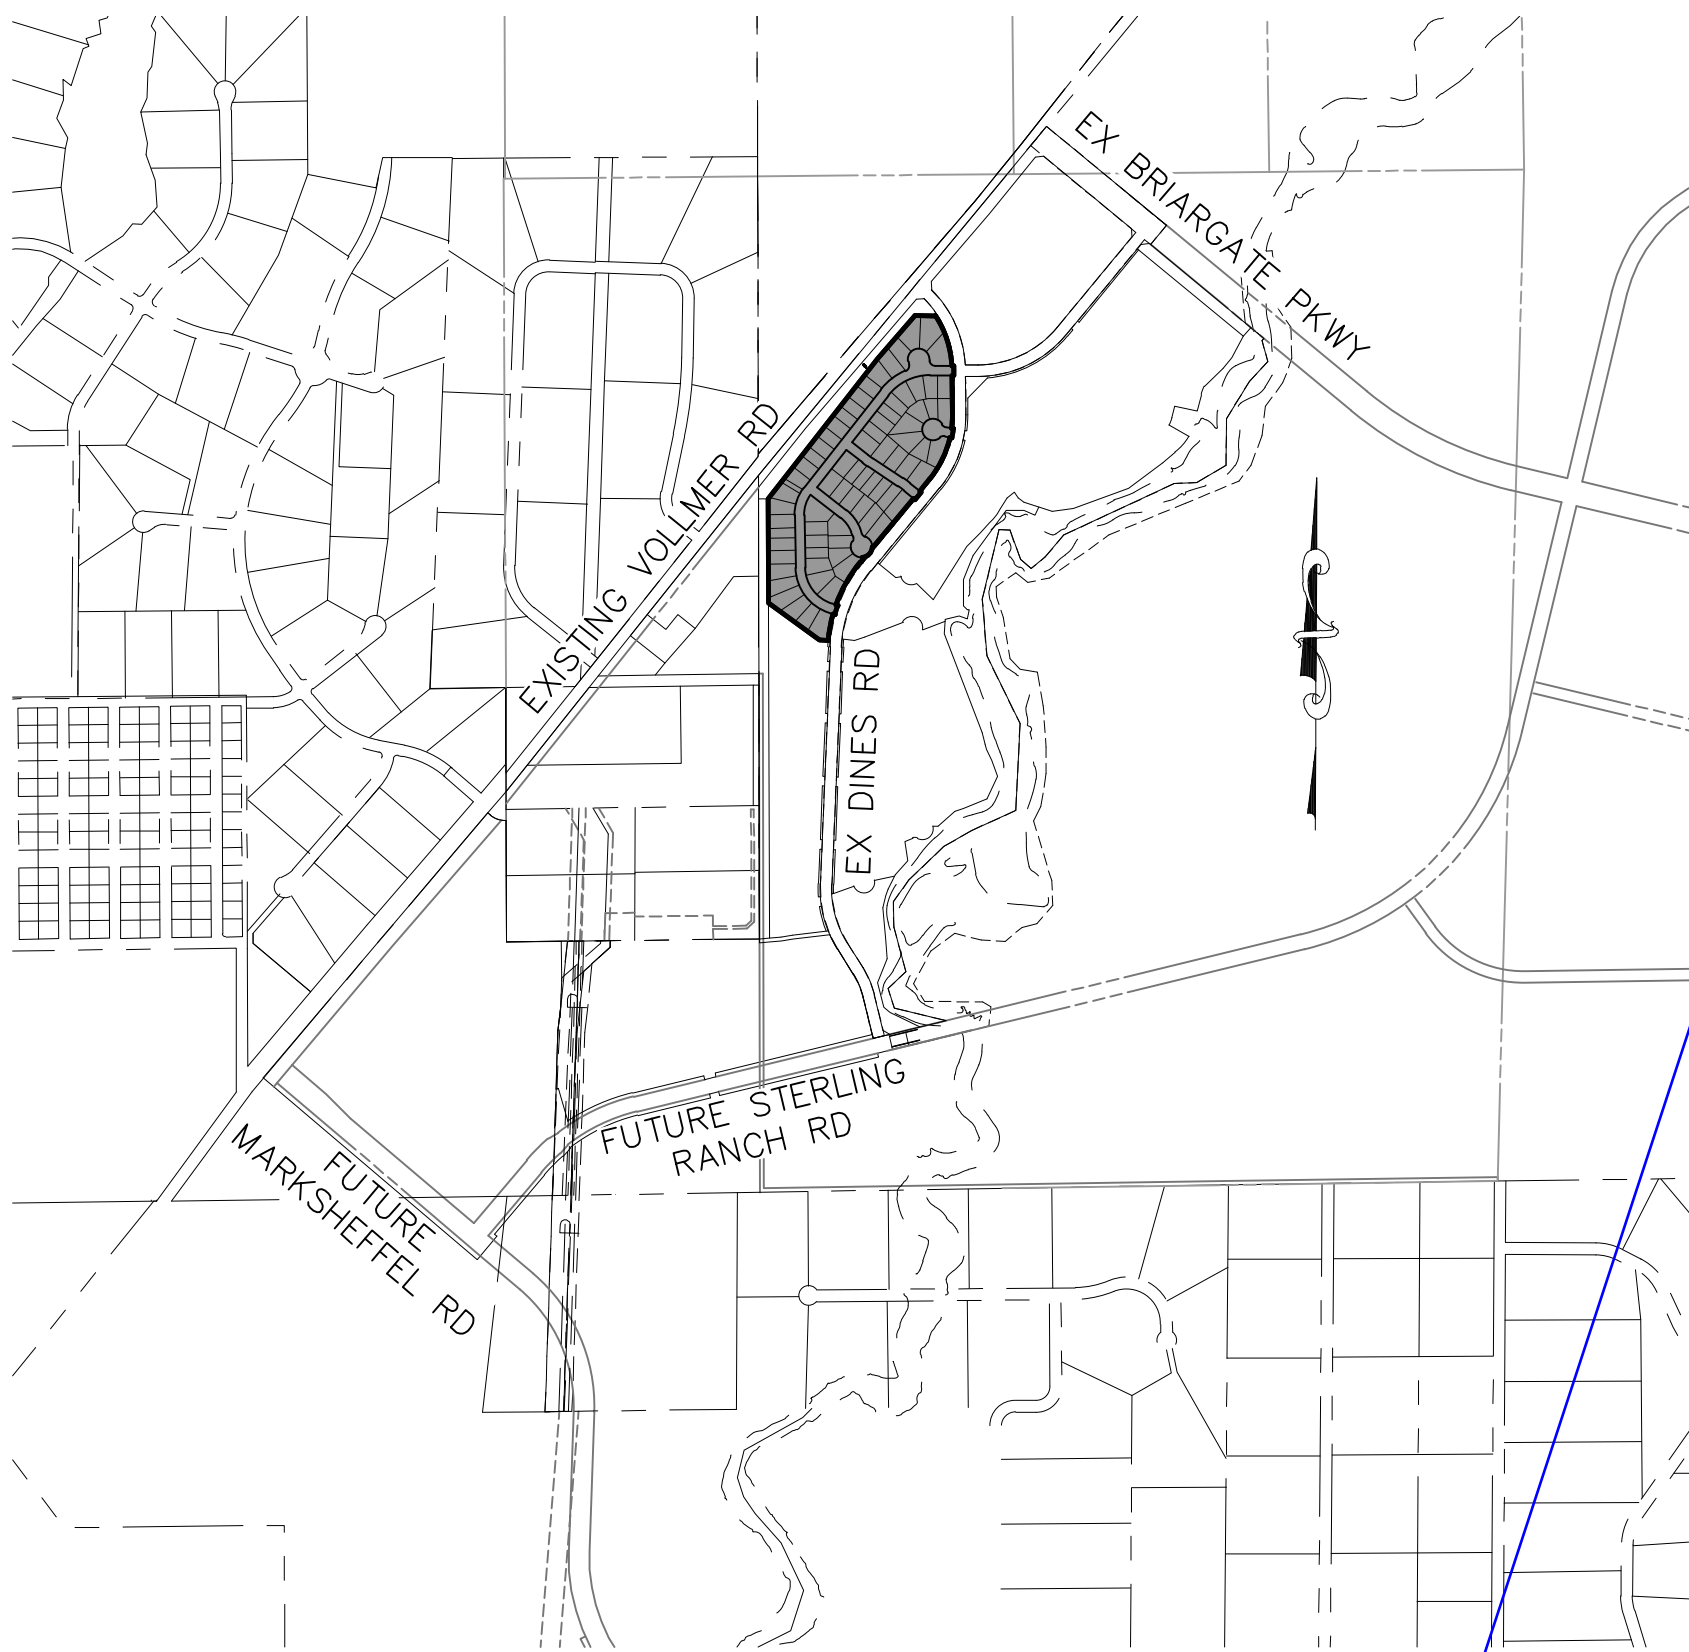 EX BRIARGATE PKWY
EXISTING VOLLMER RD
EX DINES RD
FUTURE STERLING
RANCH RD
FUTURE
MARKSHEFFEL RD